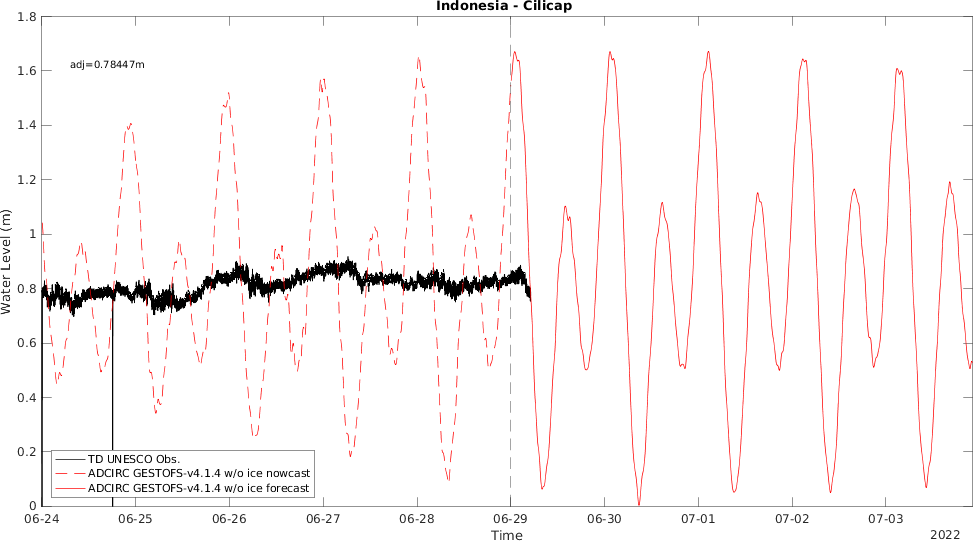 Indonesia - Cilicap
1.8
1.6
1.4
1.2
1
0.8
0.6
0.4
0.2
0
Water Level (m)
adj=0.78447m
TD UNESCO Obs.
ADCIRC GESTOFS-v4.1.4 w/o ice nowcast
ADCIRC GESTOFS-v4.1.4 w/o ice forecast
06-24 06-25 06-26 06-27 06-28 06-29 06-30 07-01 07-02 07-03
Time
2022